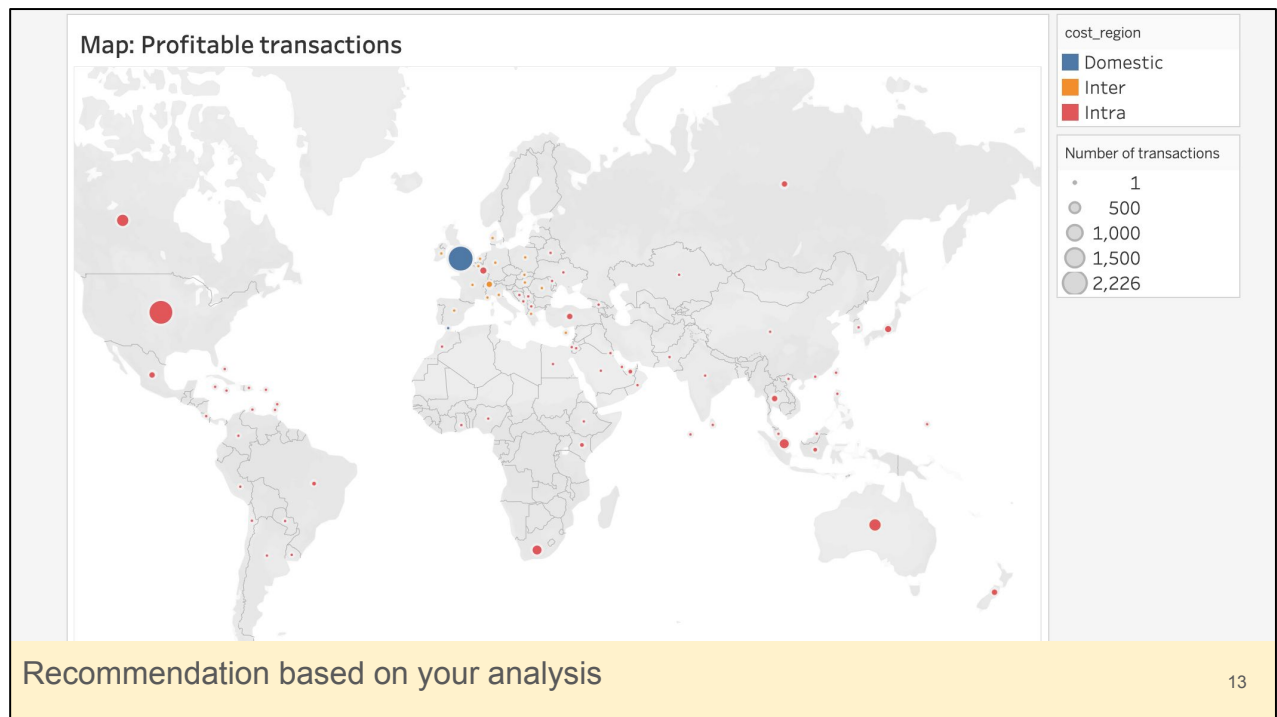 Map: Profitable transactions
cost_region
Domestic
Inter
Intra
Number of transactions
1
500
1,000
1,500
2,226
Recommendation based on your analysis
13